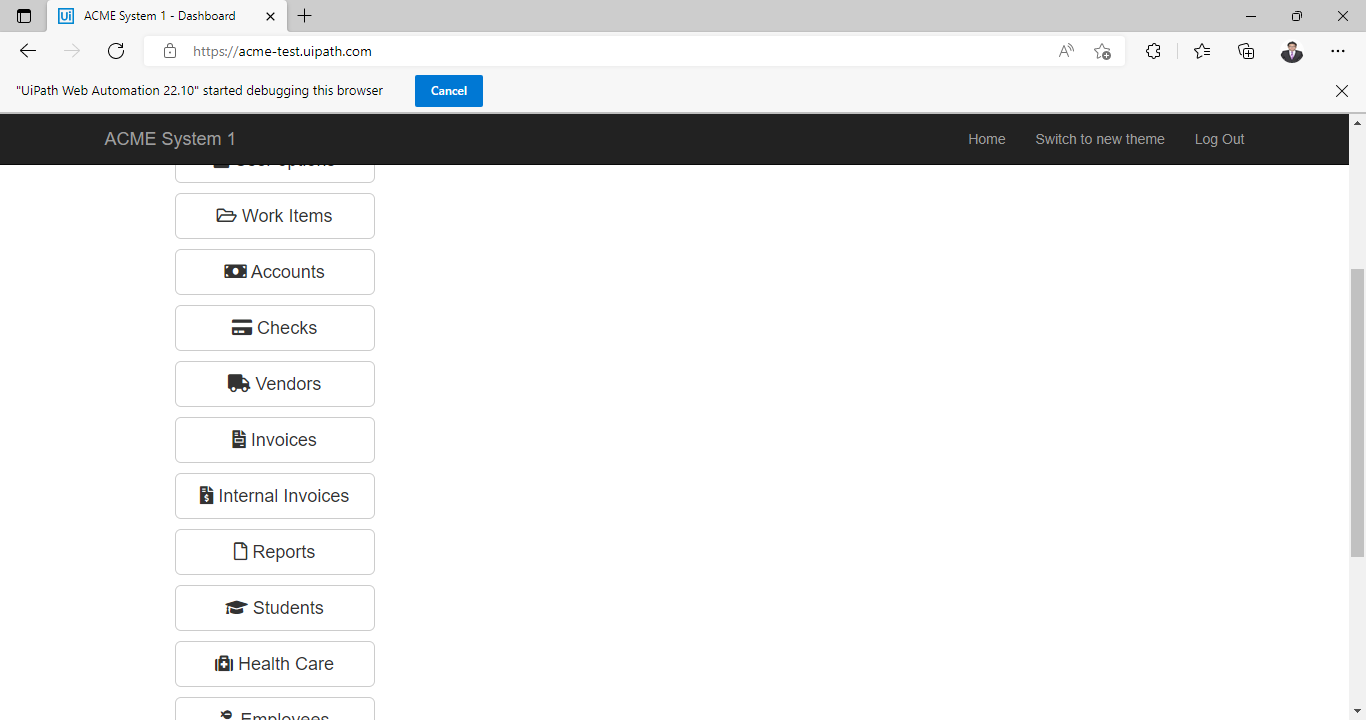 ACME System 1 - Dashboard
https://acme-test.uipath.com
"UiPath Web Automation 22.10" started debugging this browser
Cancel
ACME System 1
Home
Switch to new theme
Log Out
Work Items
Accounts
Checks
Vendors
Invoices
Internal Invoices
Reports
Students
Health Care
Employees